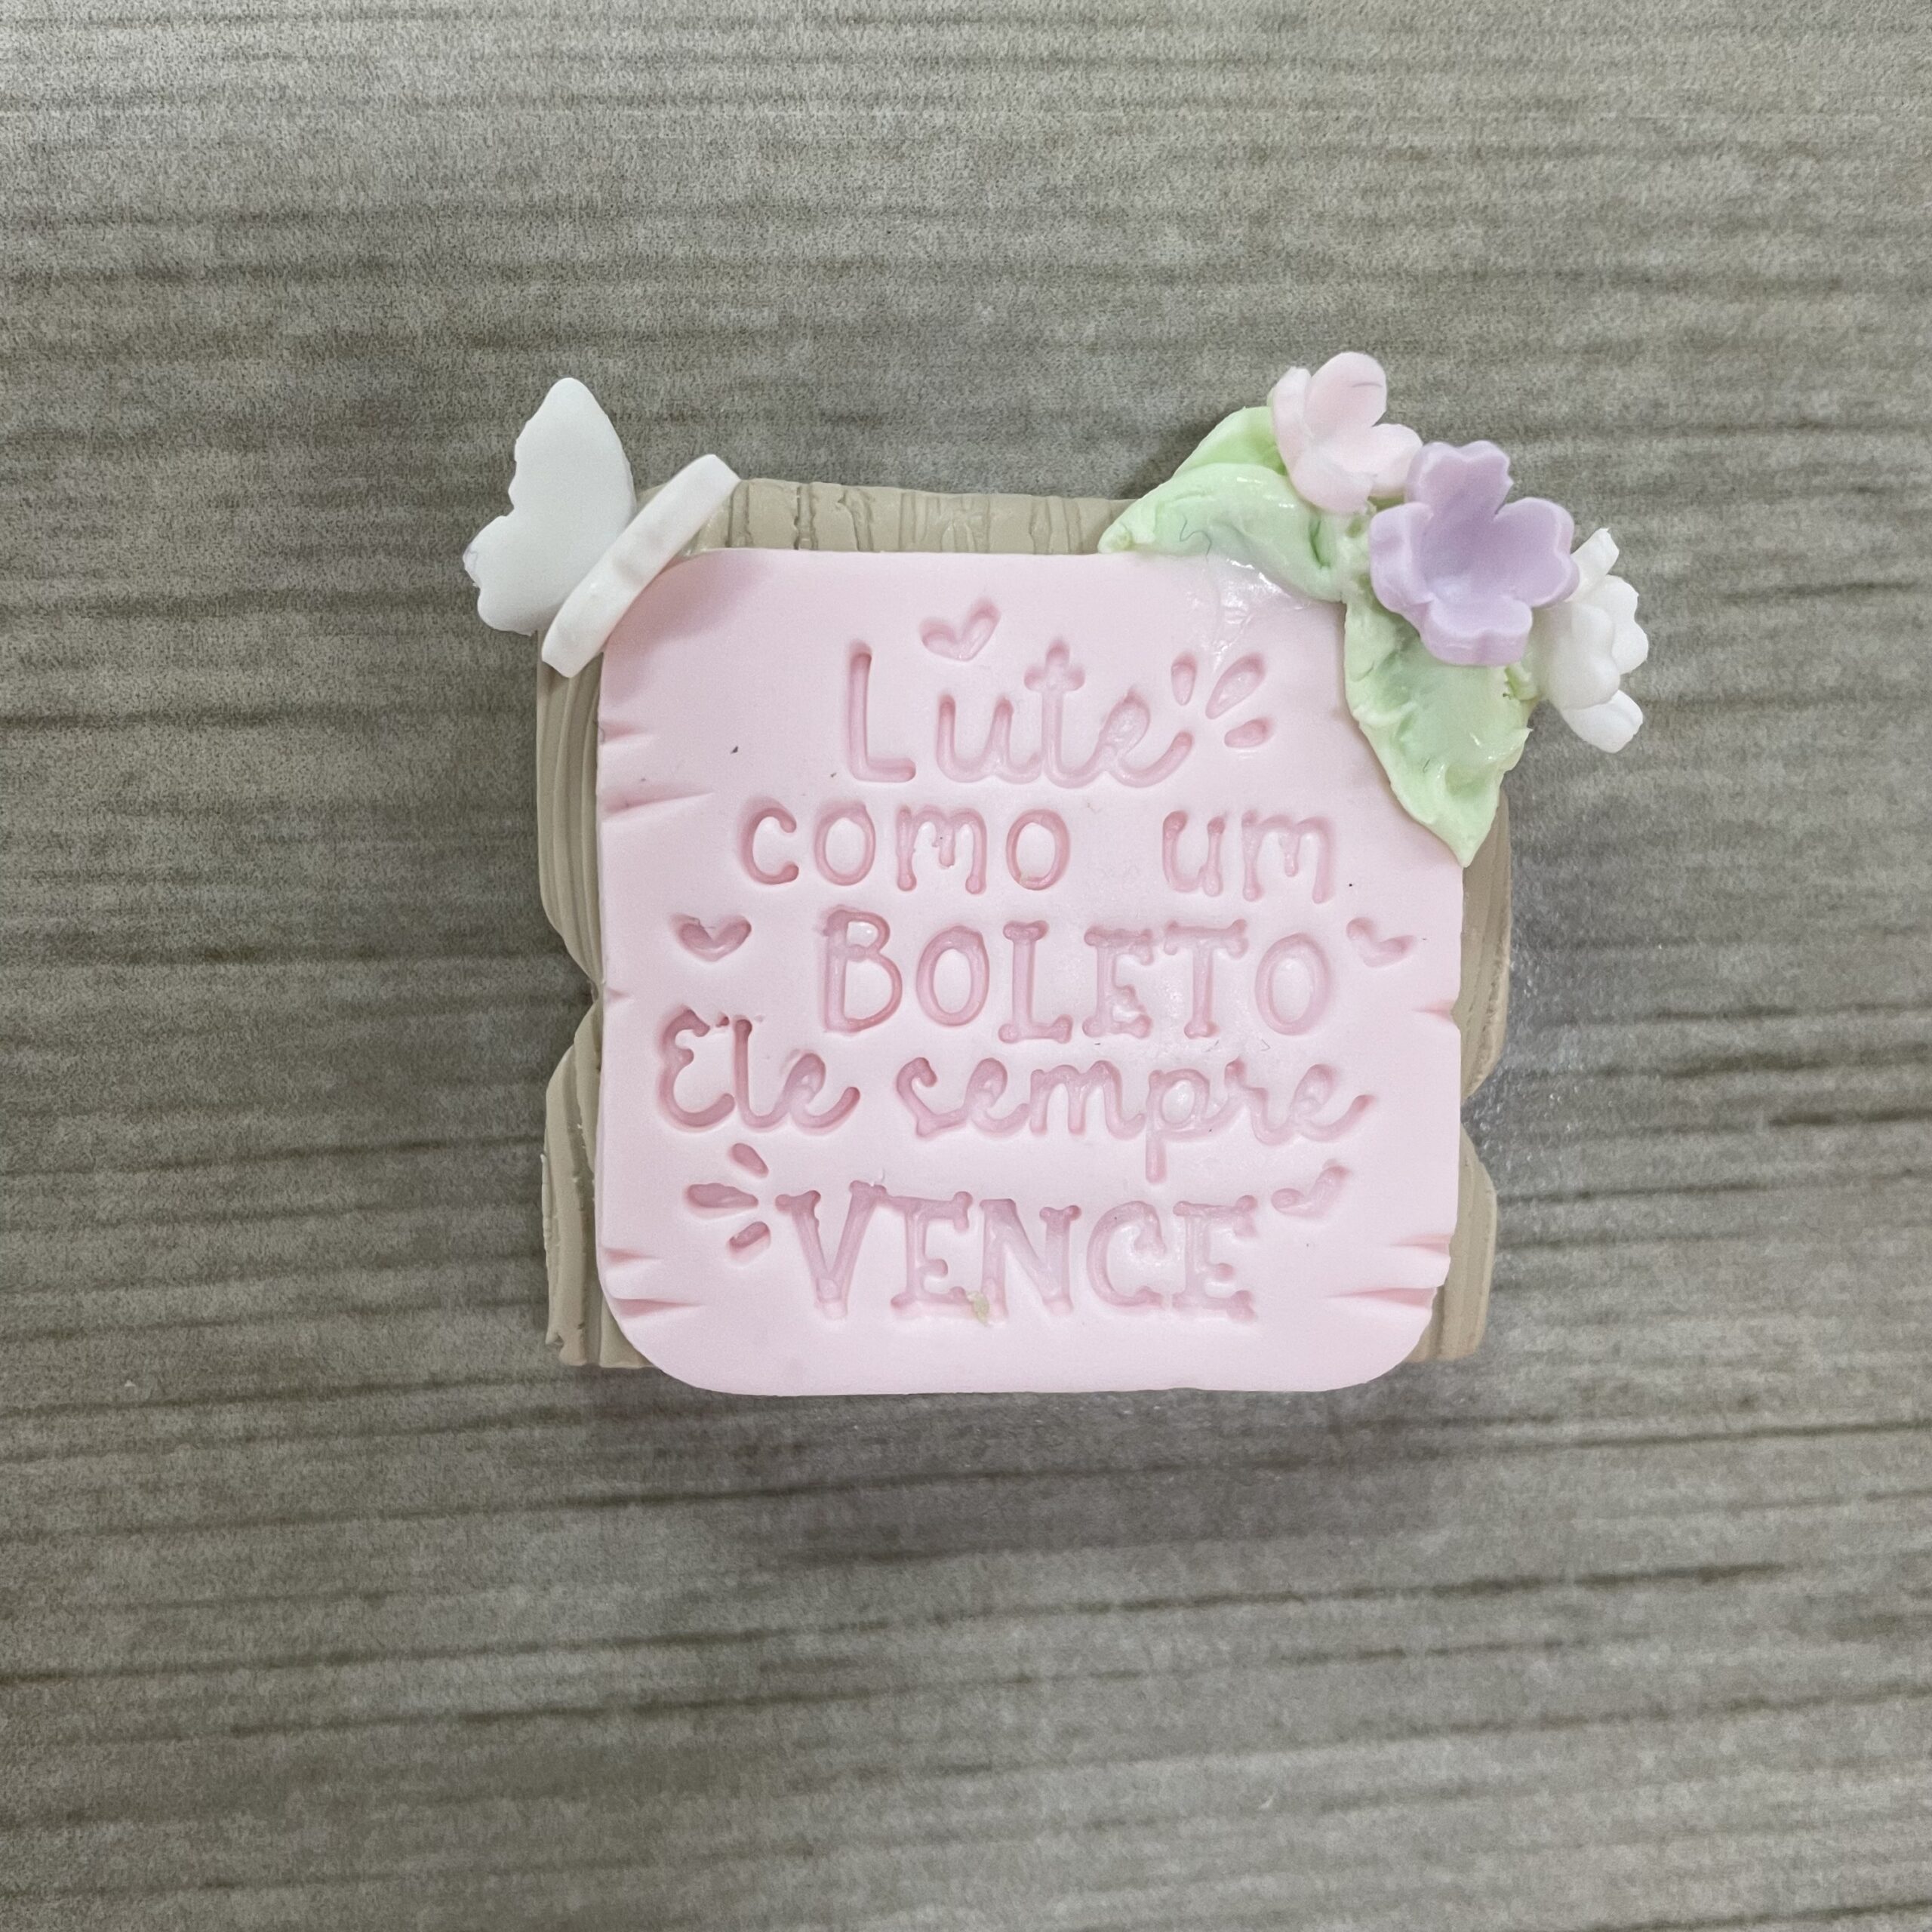 Lute
como um
BOLETO
Ele sempre
VENCE